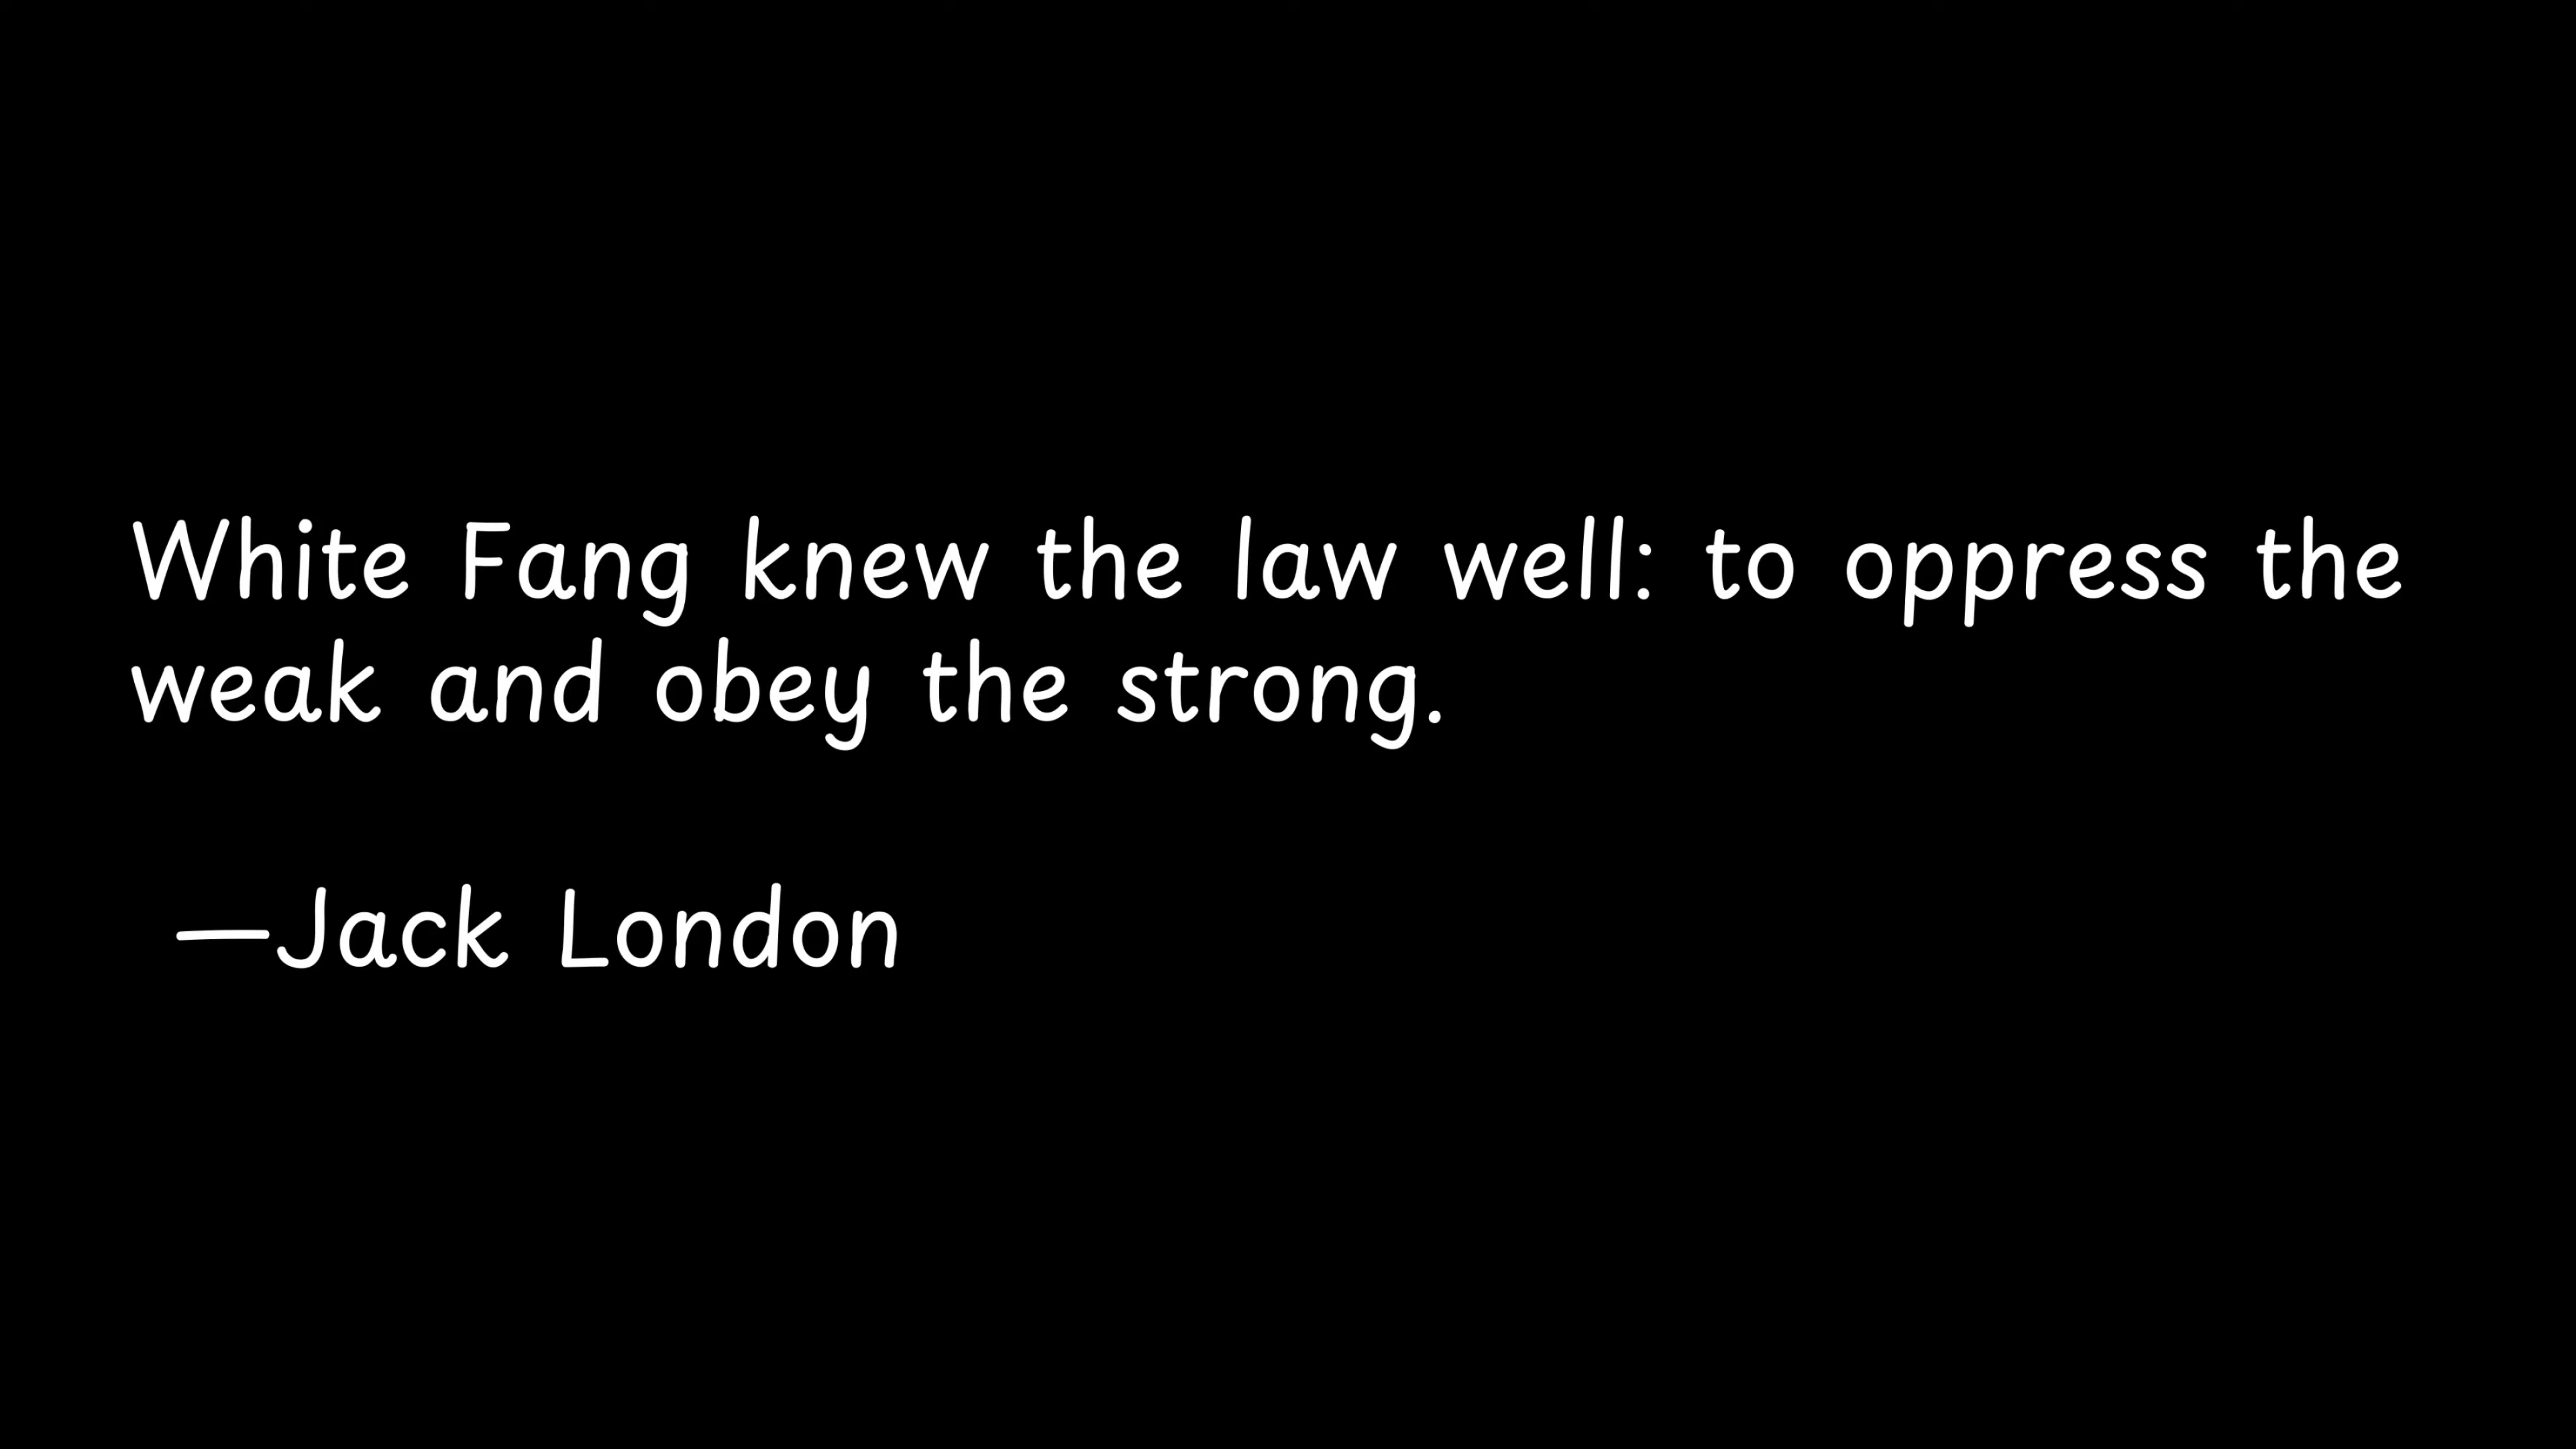 White Fang knew the law well: to oppress the
weak and obey the strong.
—Jack London